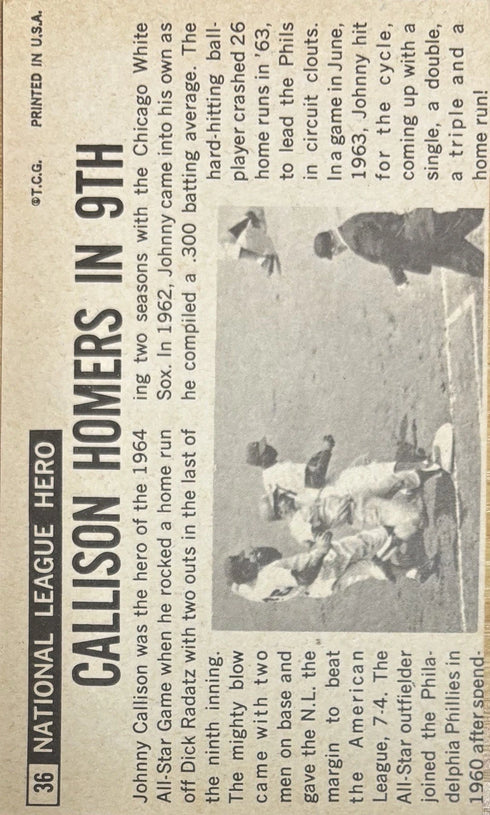 36 NATIONAL LEAGUE HERO
©T.C.G. PRINTED IN U.S.A.
CALLISON HOMERS IN 9TH
Johnny Callison was the hero of the 1964
All-Star Game when he rocked a home run
off Dick Radatz with two outs in the last of
the ninth inning.
The mighty blow
came with two
men on base and
gave the N.L. the
margin to beat
the American
League, 7-4. The
All-Star outfielder
joined the Phila-
delphia Phillies in
1960 after spend-
ing two seasons with the Chicago White
Sox. In 1962, Johnny came into his own as
he compiled a .300 batting average. The
hard-hitting ball-
player crashed 26
home runs in '63,
to lead the Phils
in circuit clouts.
In a game in June,
1963, Johnny hit
for the cycle,
coming up with a
single, a double,
a triple and a
home run!